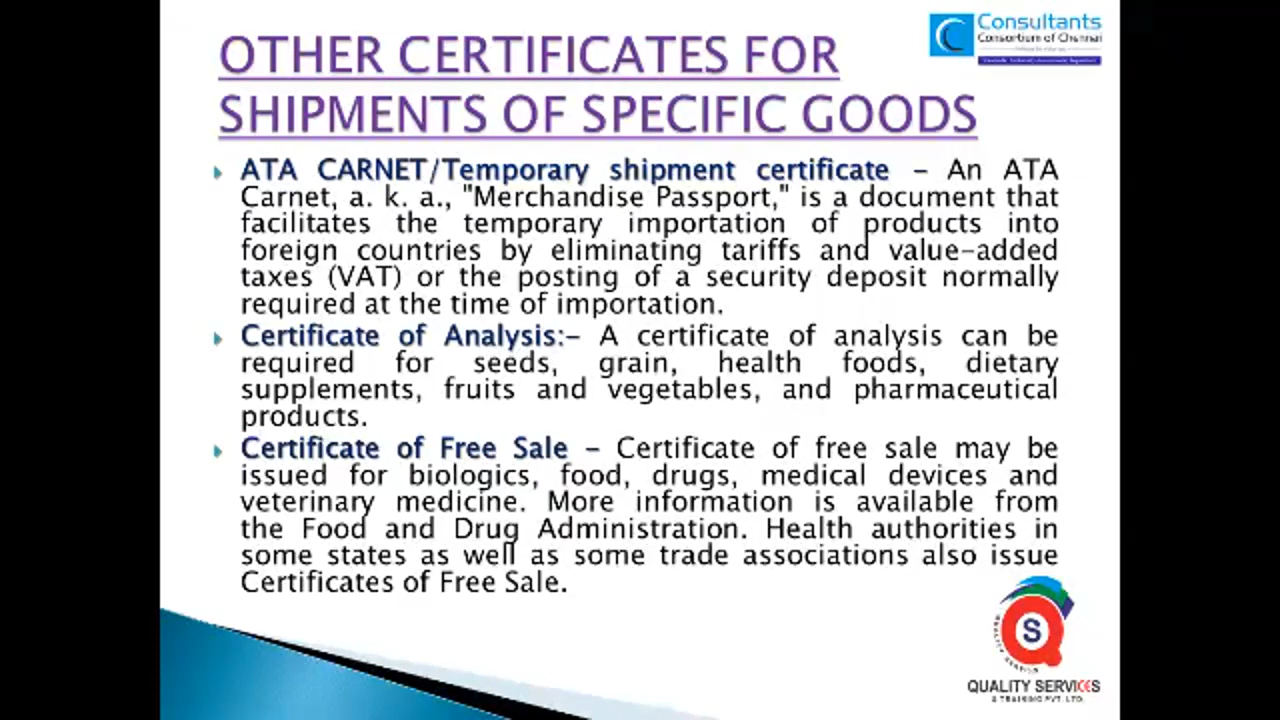 Consultants
Consortium of Chennai
OTHER CERTIFICATES FOR
SHIPMENTS OF SPECIFIC GOODS
ATA CARNET/Temporary shipment certificate – An ATA
Carnet, a. k. a., "Merchandise Passport," is a document that
facilitates the temporary importation of products into
foreign countries by eliminating tariffs and value-added
taxes (VAT) or the posting of a security deposit normally
required at the time of importation.
Certificate of Analysis:- A certificate of analysis can be
required for seeds, grain, health foods, dietary
supplements, fruits and vegetables, and pharmaceutical
products.
Certificate of Free Sale – Certificate of free sale may be
issued for biologics, food, drugs, medical devices and
veterinary medicine. More information is available from
the Food and Drug Administration. Health authorities in
some states as well as some trade associations also issue
Certificates of Free Sale.
S
QUALITY SERVICES
& TRAINING PVT. LTD.